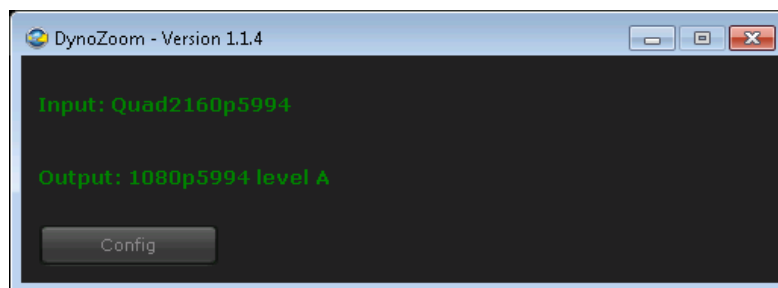 DynoZoom - Version 1.1.4
Input: Quad2160p5994
Output: 1080p5994 level A
Config